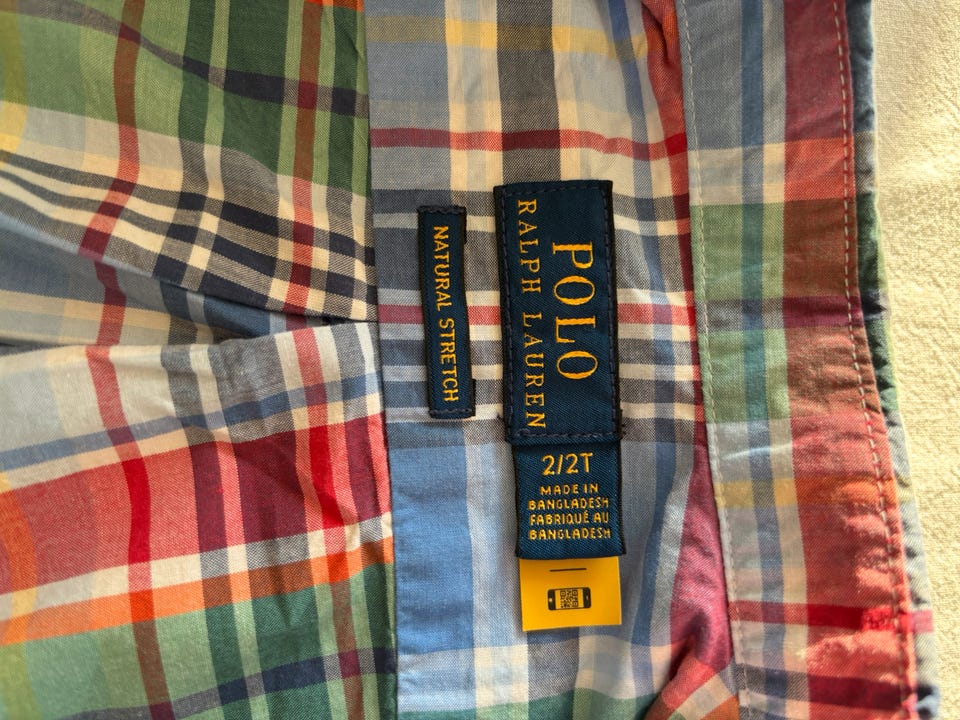 POLO
RALPH LAUREN
NATURAL STRETCH
2/2T
MADE IN
BANGLADESH
FABRIQUÉ AU
BANGLADESH